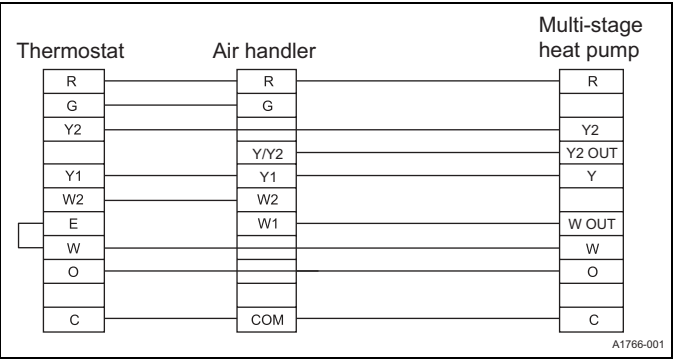 Multi-stage
Thermostat Air handler heat pump
R R R
G G
Y2 Y2
Y/Y2 Y2 OUT
Y1 Y1 Y
W2 W2
E W1 W OUT
W W
O O
C COM C
A1766-001